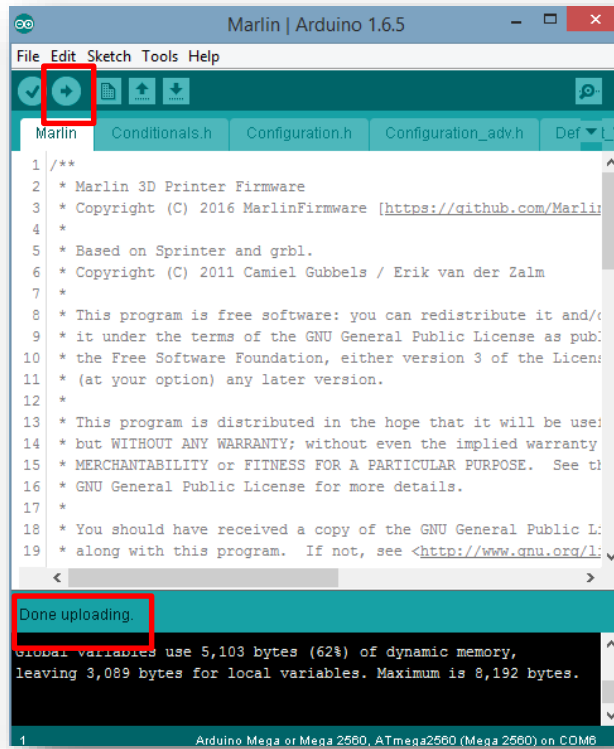 Marlin | Arduino 1.6.5
File Edit Sketch Tools Help
Marlin Conditionals.h Configuration.h Configuration_adv.h Def
1 /**
2 * Marlin 3D Printer Firmware
3 * Copyright (C) 2016 MarlinFirmware [https://github.com/Marlin
4 *
5 * Based on Sprinter and grbl.
6 * Copyright (C) 2011 Camiel Gubbels / Erik van der Zalm
7 *
8 * This program is free software: you can redistribute it and/
9 * it under the terms of the GNU General Public License as
10 * the Free Software Foundation, either version 3 of the
11 * (at your option) any later version.
12 *
13 * This program is distributed in the hope that it will be
14 * but WITHOUT ANY WARRANTY; without even the implied warranty
15 * MERCHANTABILITY or FITNESS FOR A PARTICULAR PURPOSE. See
16 * GNU General Public License for more details.
17 *
18 * You should have received a copy of the GNU General Public
19 * along with this program. If not, see <http://www.gnu.org/
Done uploading.
Global variables use 5,103 bytes (62%) of dynamic memory,
leaving 3,089 bytes for local variables. Maximum is 8,192 bytes.
1 Arduino Mega or Mega 2560, ATmega2560 (Mega 2560) on COM6